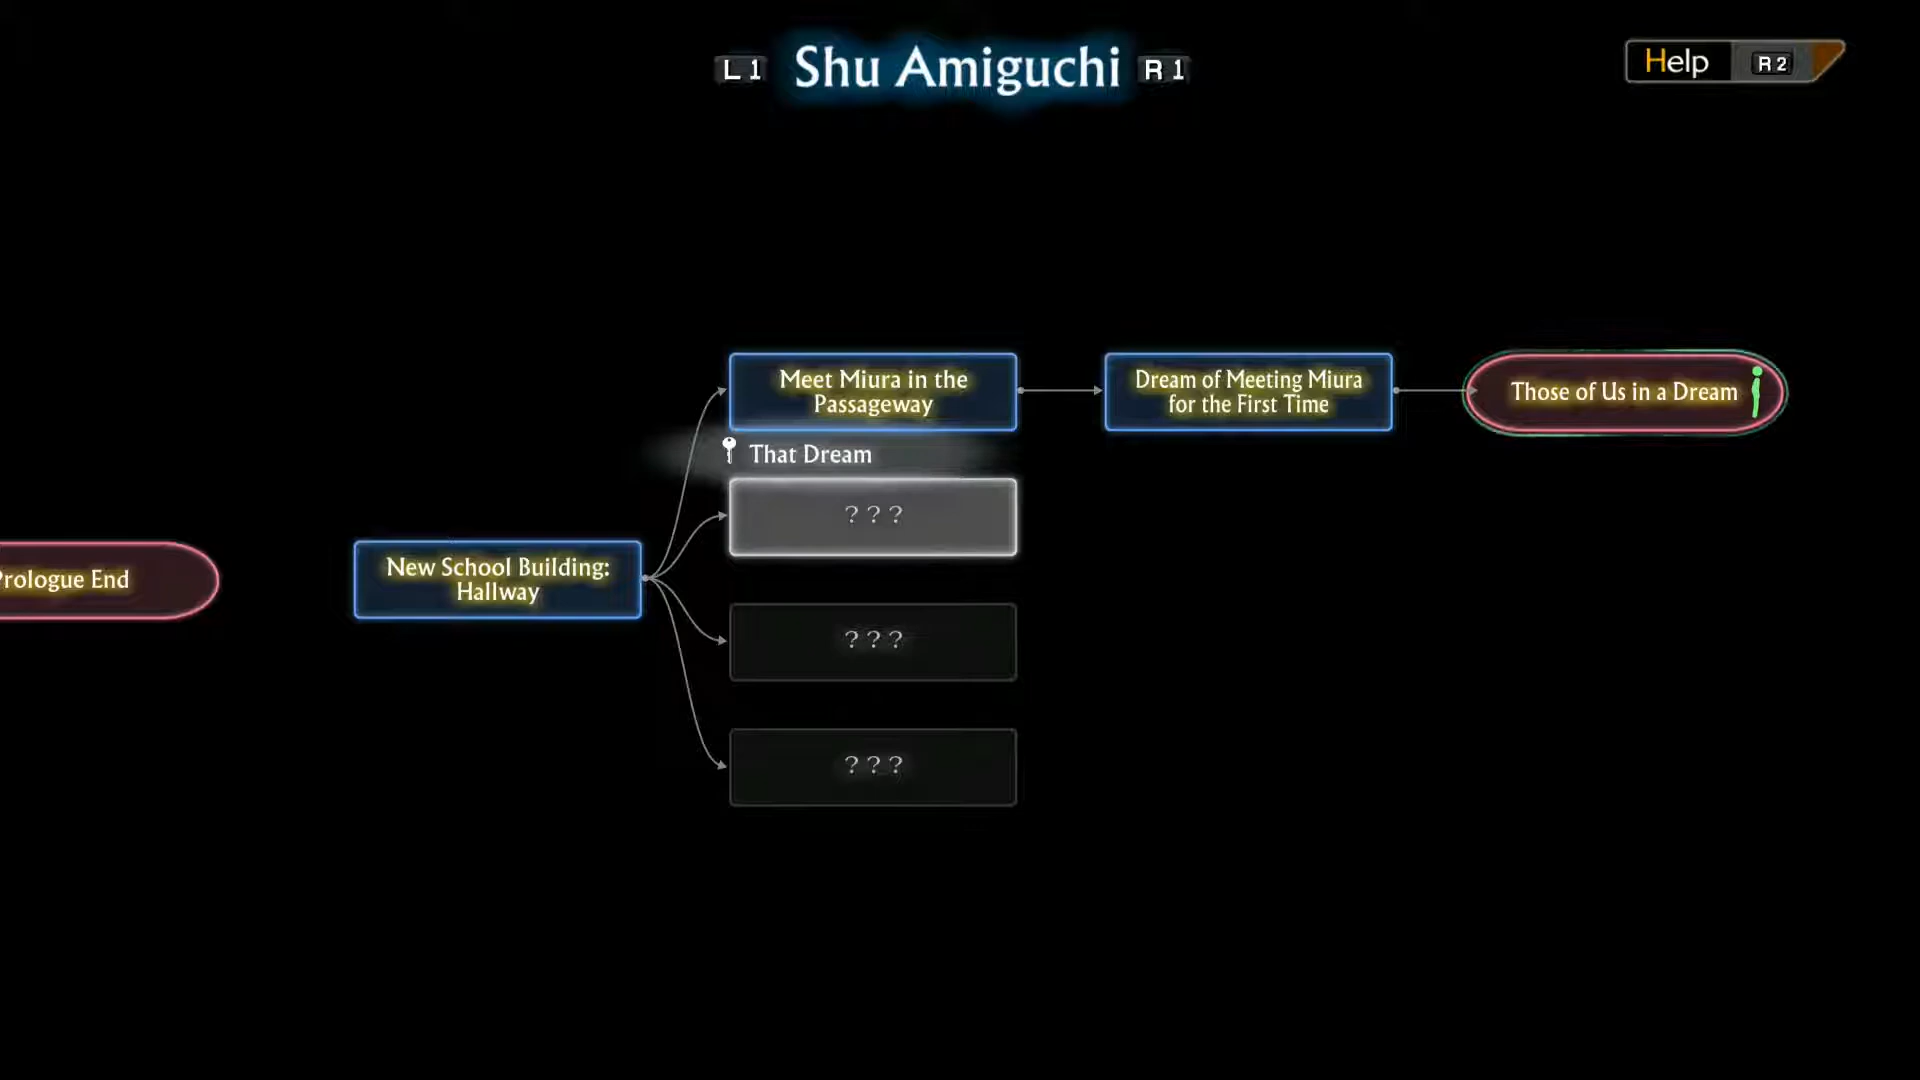 L1 Shu Amiguchi R1
Help R2
Meet Miura in the
Passageway
Dream of Meeting Miura
for the First Time
Those of Us in a Dream
That Dream
? ? ?
Prologue End
New School Building:
Hallway
? ? ?
? ? ?